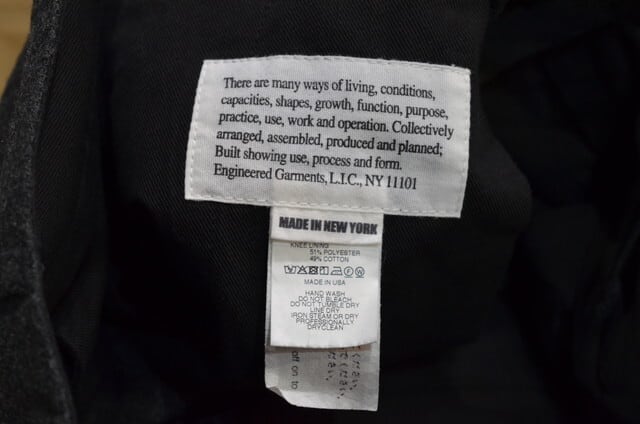 There are many ways of living, conditions,
capacities, shapes, growth, function, purpose,
practice, use, work and operation. Collectively
arranged, assembled, produced and planned;
Built showing use, process and form.
Engineered Garments, L.I.C., NY 11101
MADE IN NEW YORK
KNEE LINING
51% POLYESTER
49% COTTON
MADE IN USA
HAND WASH
DO NOT BLEACH
DO NOT TUMBLE DRY
LINE DRY
IRON STEAM OR DRY
PROFESSIONALLY
DRYCLEAN
off on to